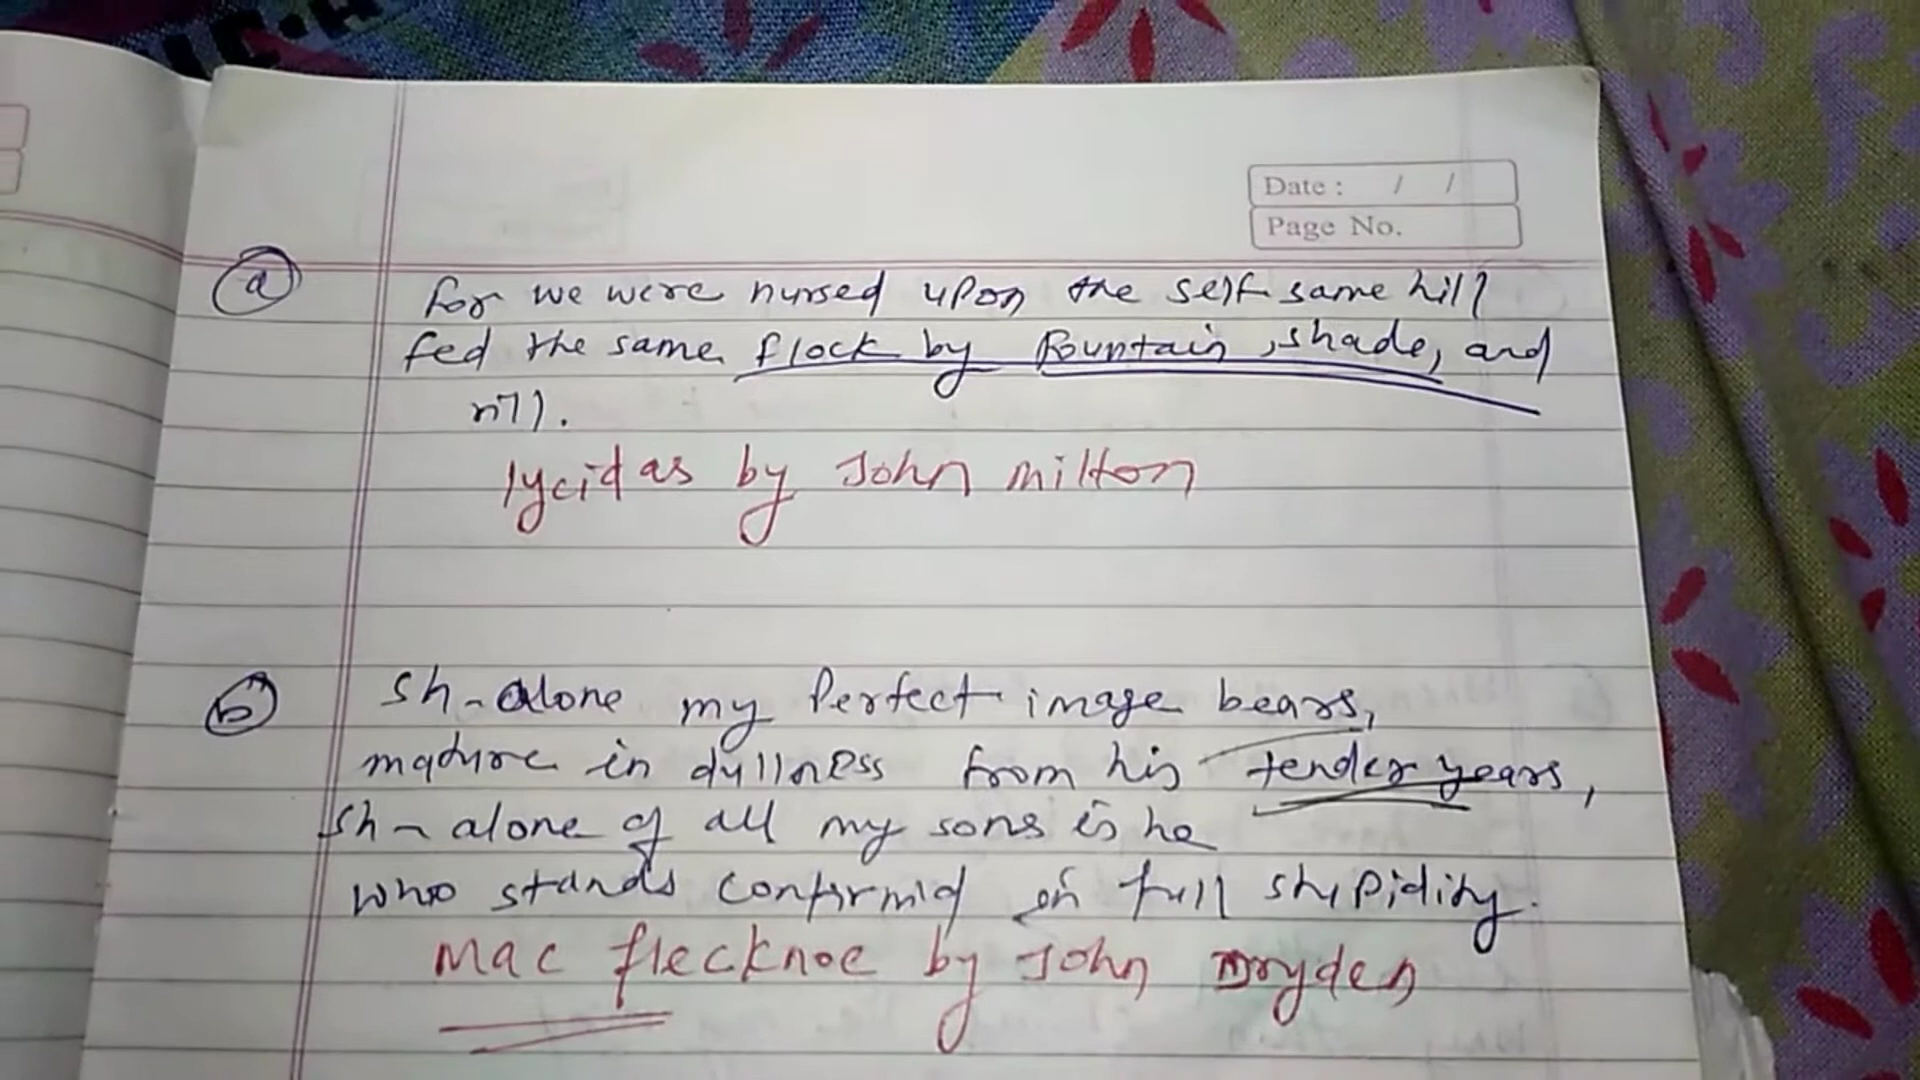 Date : / /
Page No.
a for we were nursed upon the self same hill
fed the same flock by fountain, shade, and
rill.
lycidas by John milton
b sh-alone my Perfect image bears,
mature in dullness from his tender years,
sh-alone of all my sons is he
who stands confirmd in full stupidity.
Mac flecknoe by John Dryden